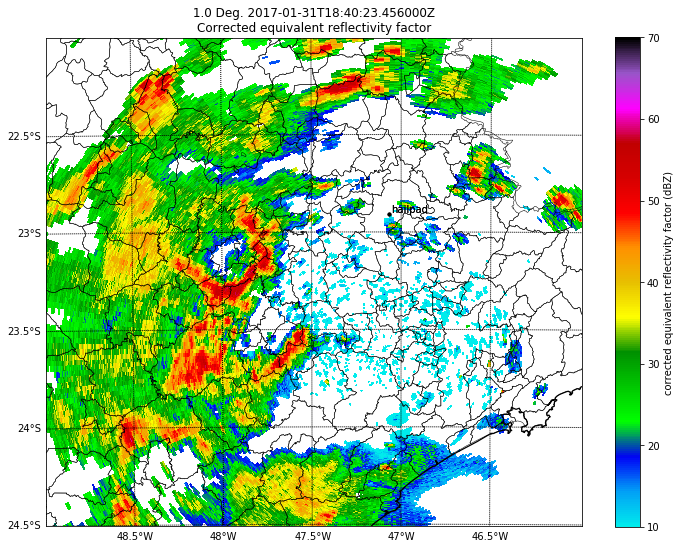 1.0 Deg. 2017-01-31T18:40:23.456000Z
Corrected equivalent reflectivity factor
22.5°S
23°S
23.5°S
24°S
24.5°S
48.5°W
48°W
47.5°W
47°W
46.5°W
hailpad
70
60
50
40
30
20
10
corrected equivalent reflectivity factor (dBZ)